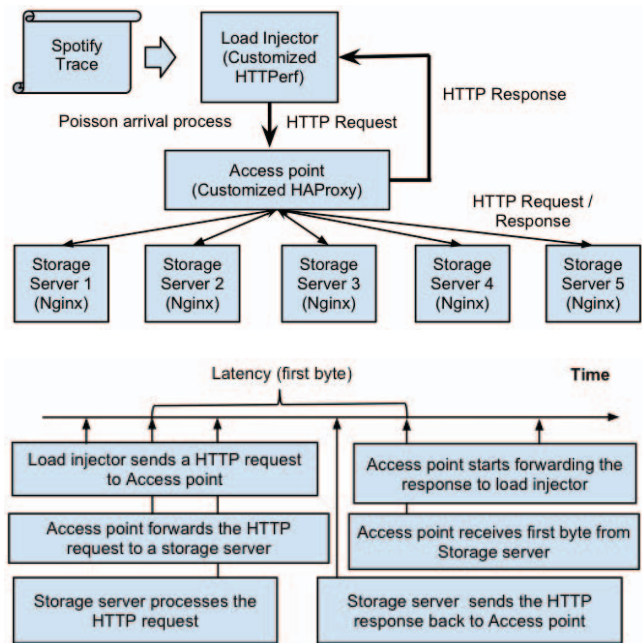 Spotify
Trace
Load Injector
(Customized
HTTPerf)
HTTP Response
Poisson arrival process
HTTP Request
Access point
(Customized HAProxy)
HTTP Request /
Response
Storage
Server 1
(Nginx)
Storage
Server 2
(Nginx)
Storage
Server 3
(Nginx)
Storage
Server 4
(Nginx)
Storage
Server 5
(Nginx)
Latency (first byte)
Time
Load injector sends a HTTP request
to Access point
Access point starts forwarding the
response to load injector
Access point forwards the HTTP
request to a storage server
Access point receives first byte from
Storage server
Storage server processes the
HTTP request
Storage server sends the HTTP
response back to Access point